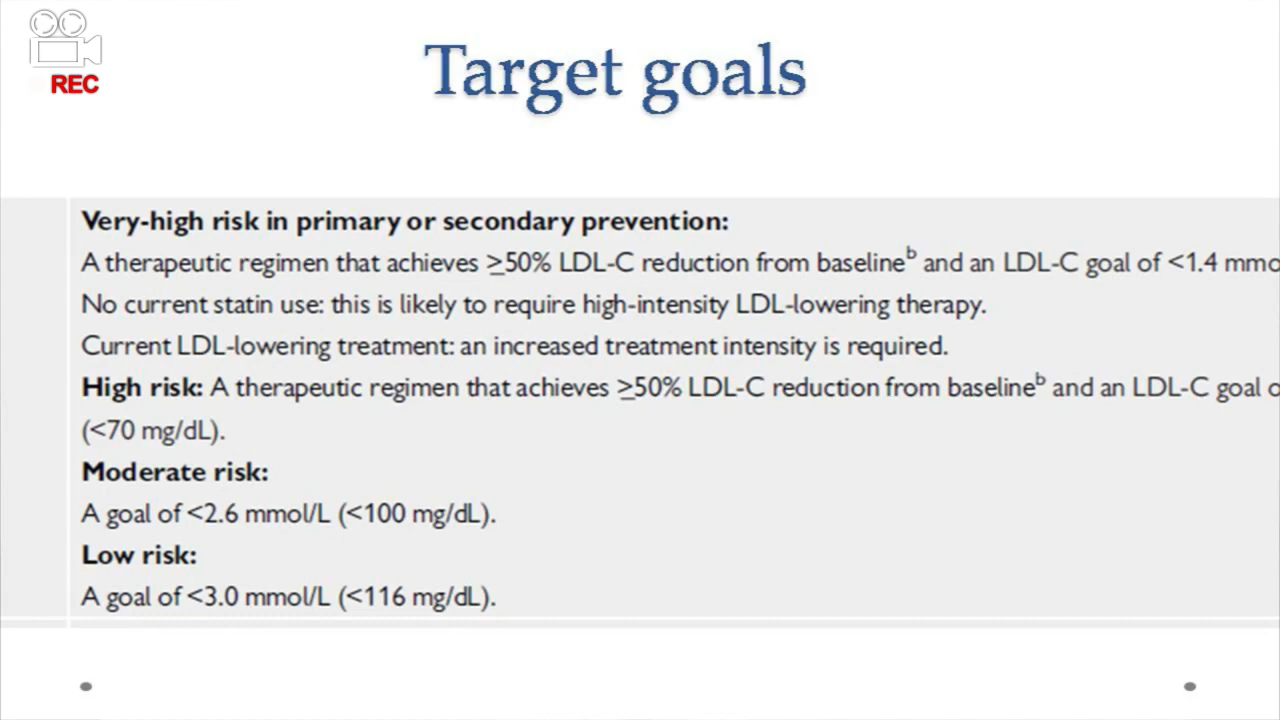 REC
Target goals
Very-high risk in primary or secondary prevention:
A therapeutic regimen that achieves ≥50% LDL-C reduction from baselineᵇ and an LDL-C goal of <1.4 mmo
No current statin use: this is likely to require high-intensity LDL-lowering therapy.
Current LDL-lowering treatment: an increased treatment intensity is required.
High risk: A therapeutic regimen that achieves ≥50% LDL-C reduction from baselineᵇ and an LDL-C goal o
(<70 mg/dL).
Moderate risk:
A goal of <2.6 mmol/L (<100 mg/dL).
Low risk:
A goal of <3.0 mmol/L (<116 mg/dL).